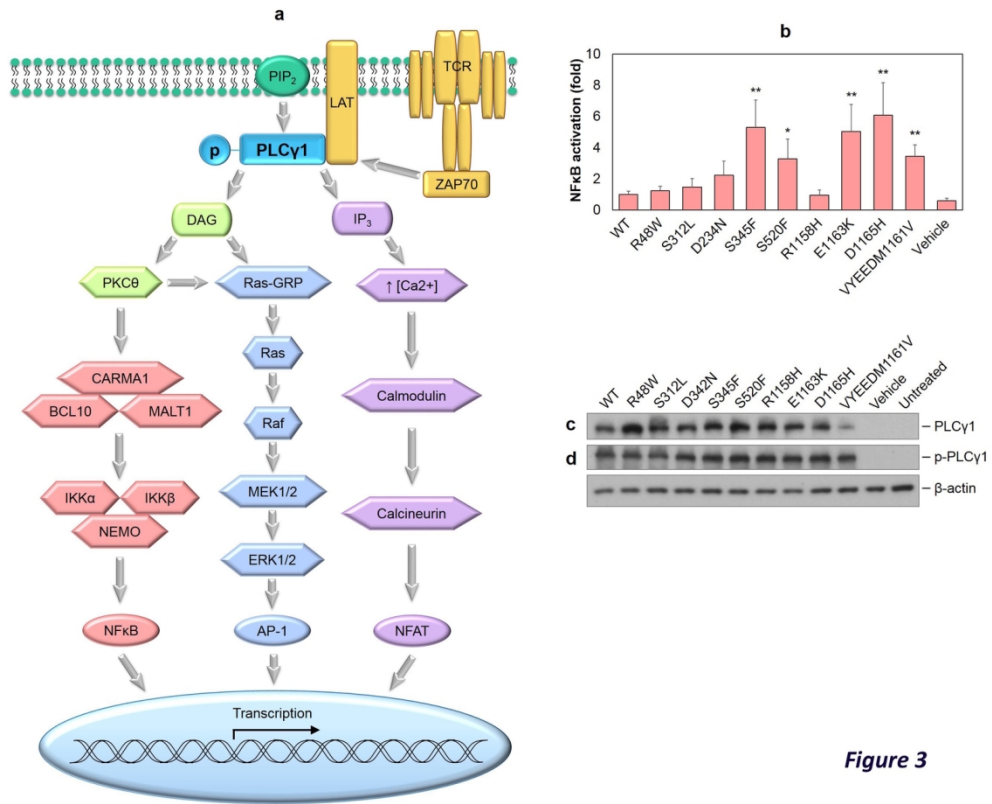 a
PIP2
LAT
TCR
p
PLCγ1
ZAP70
DAG
IP3
PKCθ
Ras-GRP
↑ [Ca2+]
CARMA1
BCL10
MALT1
Ras
Raf
Calmodulin
IKKα
IKKβ
NEMO
MEK1/2
Calcineurin
ERK1/2
NFκB
AP-1
NFAT
Transcription
b
NFκB activation (fold)
10
8
6
4
2
0
**
*
**
**
**
WT
R48W
S312L
D234N
S345F
S520F
R1158H
E1163K
D1165H
VYEEDM1161V
Vehicle
WT
R48W
S312L
D342N
S345F
S520F
R1158H
E1163K
D1165H
VYEEDM1161V
Vehicle
Untreated
c
– PLCγ1
d
– p-PLCγ1
– β-actin
Figure 3